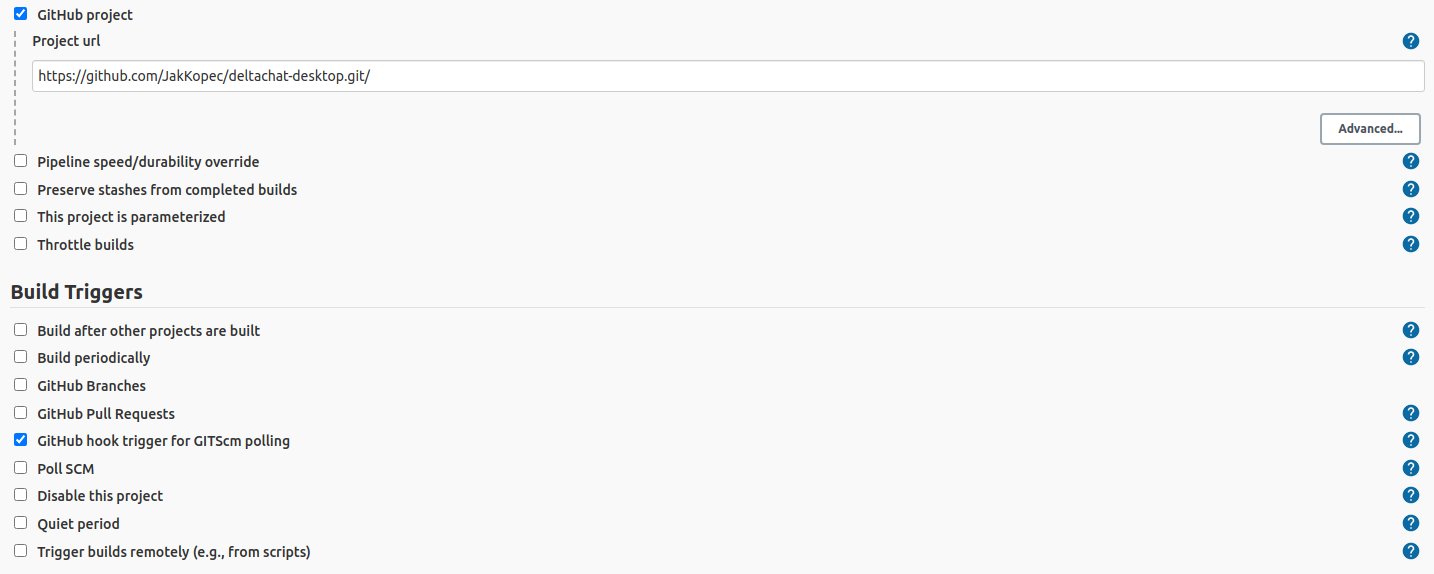 GitHub project
Project url
?
https://github.com/JakKopec/deltachat-desktop.git/
Advanced...
Pipeline speed/durability override
?
Preserve stashes from completed builds
?
This project is parameterized
?
Throttle builds
?
Build Triggers
Build after other projects are built
?
Build periodically
?
GitHub Branches
GitHub Pull Requests
?
GitHub hook trigger for GITScm polling
?
Poll SCM
?
Disable this project
?
Quiet period
?
Trigger builds remotely (e.g., from scripts)
?